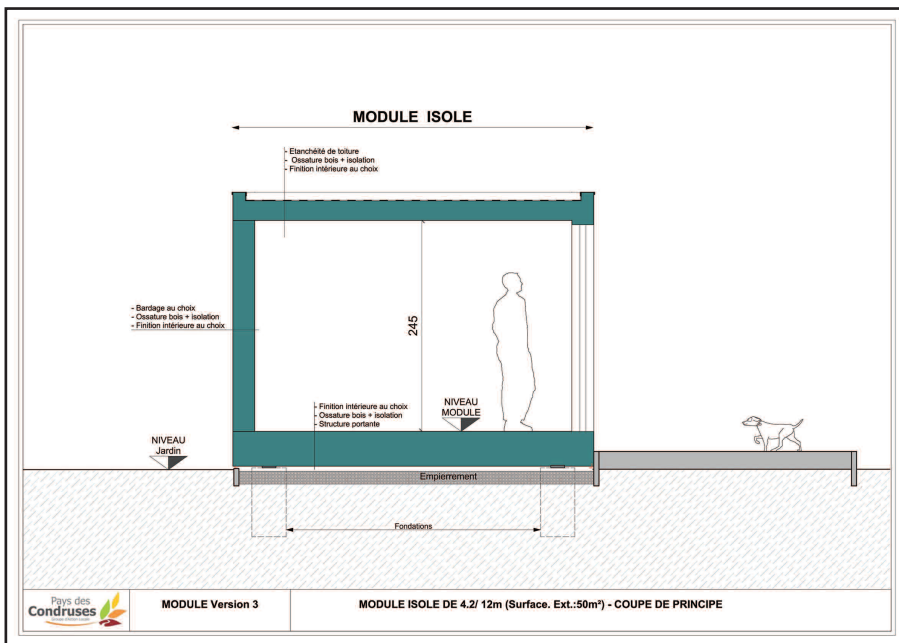 MODULE ISOLE
- Etanchéité de toiture
- Ossature bois + isolation
- Finition intérieure au choix
- Bardage au choix
- Ossature bois + isolation
- Finition intérieure au choix
245
- Finition intérieure au choix
- Ossature bois + isolation
- Structure portante
NIVEAU
MODULE
NIVEAU
Jardin
Empierrement
Fondations
Pays des
Condruses
MODULE Version 3
MODULE ISOLE DE 4.2/ 12m (Surface. Ext.:50m²) - COUPE DE PRINCIPE